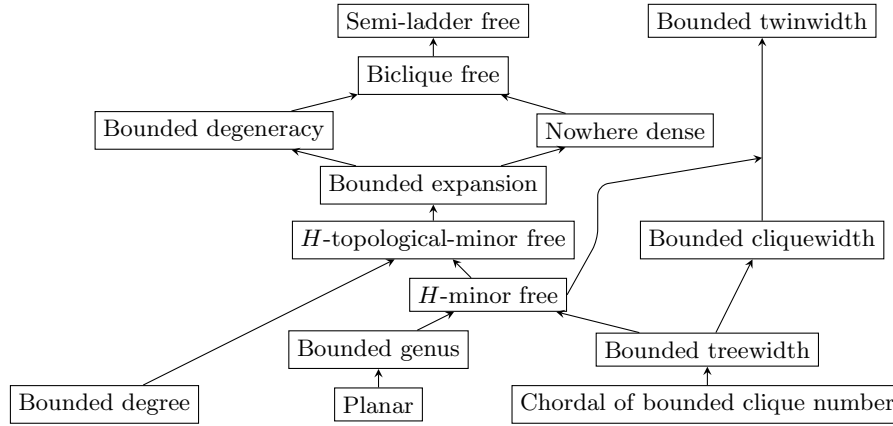 Semi-ladder free
Bounded twinwidth
Biclique free
Bounded degeneracy
Nowhere dense
Bounded expansion
H-topological-minor free
Bounded cliquewidth
H-minor free
Bounded genus
Bounded treewidth
Bounded degree
Planar
Chordal of bounded clique number